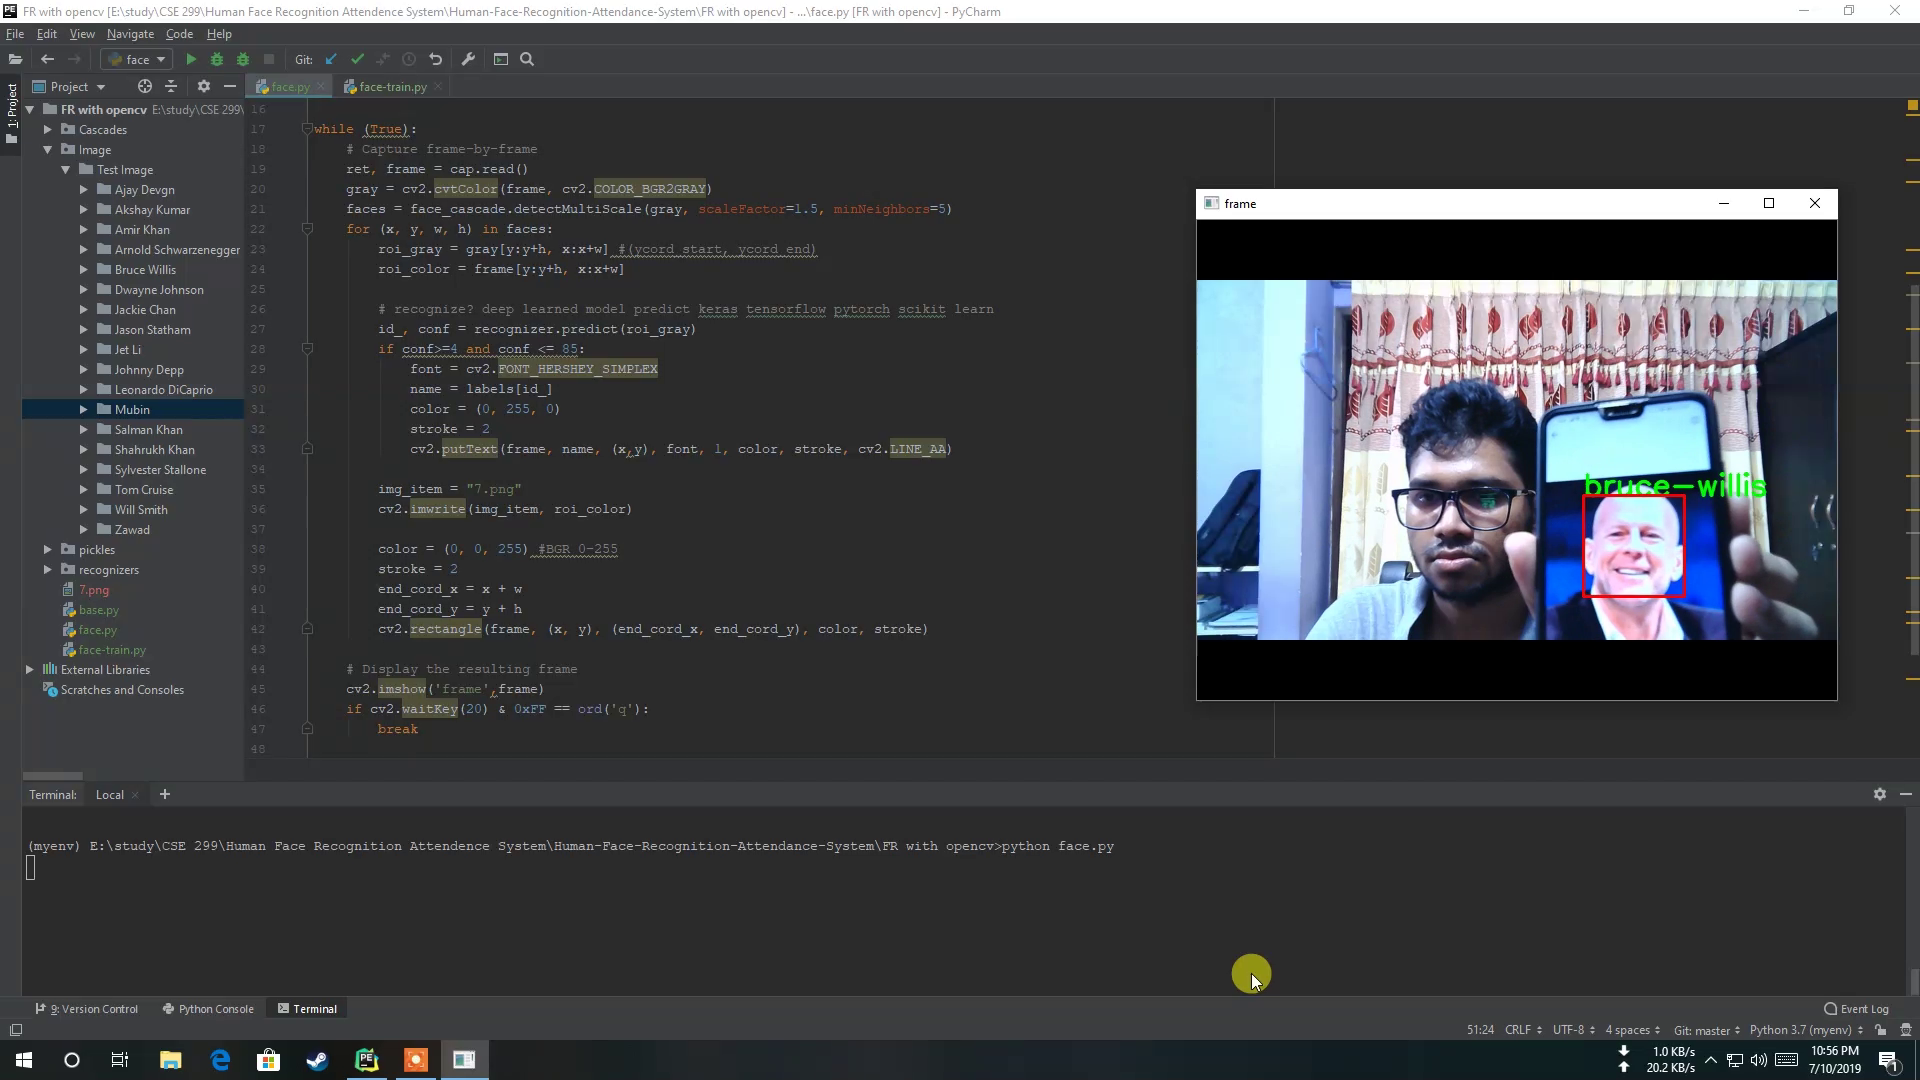 FR with opencv [E:\study\CSE 299\Human Face Recognition Attendence System\Human-Face-Recognition-Attendance-System\FR with opencv] - ...\face.py [FR with opencv] - PyCharm
File Edit View Navigate Code Help
face Git:
Project face.py face-train.py
1: Project
FR with opencv E:\study\CSE 299\
Cascades
Image
Test Image
Ajay Devgn
Akshay Kumar
Amir Khan
Arnold Schwarzenegger
Bruce Willis
Dwayne Johnson
Jackie Chan
Jason Statham
Jet Li
Johnny Depp
Leonardo DiCaprio
Mubin
Salman Khan
Shahrukh Khan
Sylvester Stallone
Tom Cruise
Will Smith
Zawad
pickles
recognizers
7.png
base.py
face.py
face-train.py
External Libraries
Scratches and Consoles
16
17 while (True):
18 # Capture frame-by-frame
19 ret, frame = cap.read()
20 gray = cv2.cvtColor(frame, cv2.COLOR_BGR2GRAY)
21 faces = face_cascade.detectMultiScale(gray, scaleFactor=1.5, minNeighbors=5)
22 for (x, y, w, h) in faces:
23 roi_gray = gray[y:y+h, x:x+w] #(ycord_start, ycord_end)
24 roi_color = frame[y:y+h, x:x+w]
25
26 # recognize? deep learned model predict keras tensorflow pytorch scikit learn
27 id_, conf = recognizer.predict(roi_gray)
28 if conf>=4 and conf <= 85:
29 font = cv2.FONT_HERSHEY_SIMPLEX
30 name = labels[id_]
31 color = (0, 255, 0)
32 stroke = 2
33 cv2.putText(frame, name, (x,y), font, 1, color, stroke, cv2.LINE_AA)
34
35 img_item = "7.png"
36 cv2.imwrite(img_item, roi_color)
37
38 color = (0, 0, 255) #BGR 0-255
39 stroke = 2
40 end_cord_x = x + w
41 end_cord_y = y + h
42 cv2.rectangle(frame, (x, y), (end_cord_x, end_cord_y), color, stroke)
43
44 # Display the resulting frame
45 cv2.imshow('frame',frame)
46 if cv2.waitKey(20) & 0xFF == ord('q'):
47 break
48
frame
bruce-willis
Terminal: Local
(myenv) E:\study\CSE 299\Human Face Recognition Attendence System\Human-Face-Recognition-Attendance-System\FR with opencv>python face.py
9: Version Control Python Console Terminal Event Log
51:24 CRLF UTF-8 4 spaces Git: master Python 3.7 (myenv)
1.0 KB/s 10:56 PM
20.2 KB/s 7/10/2019 1